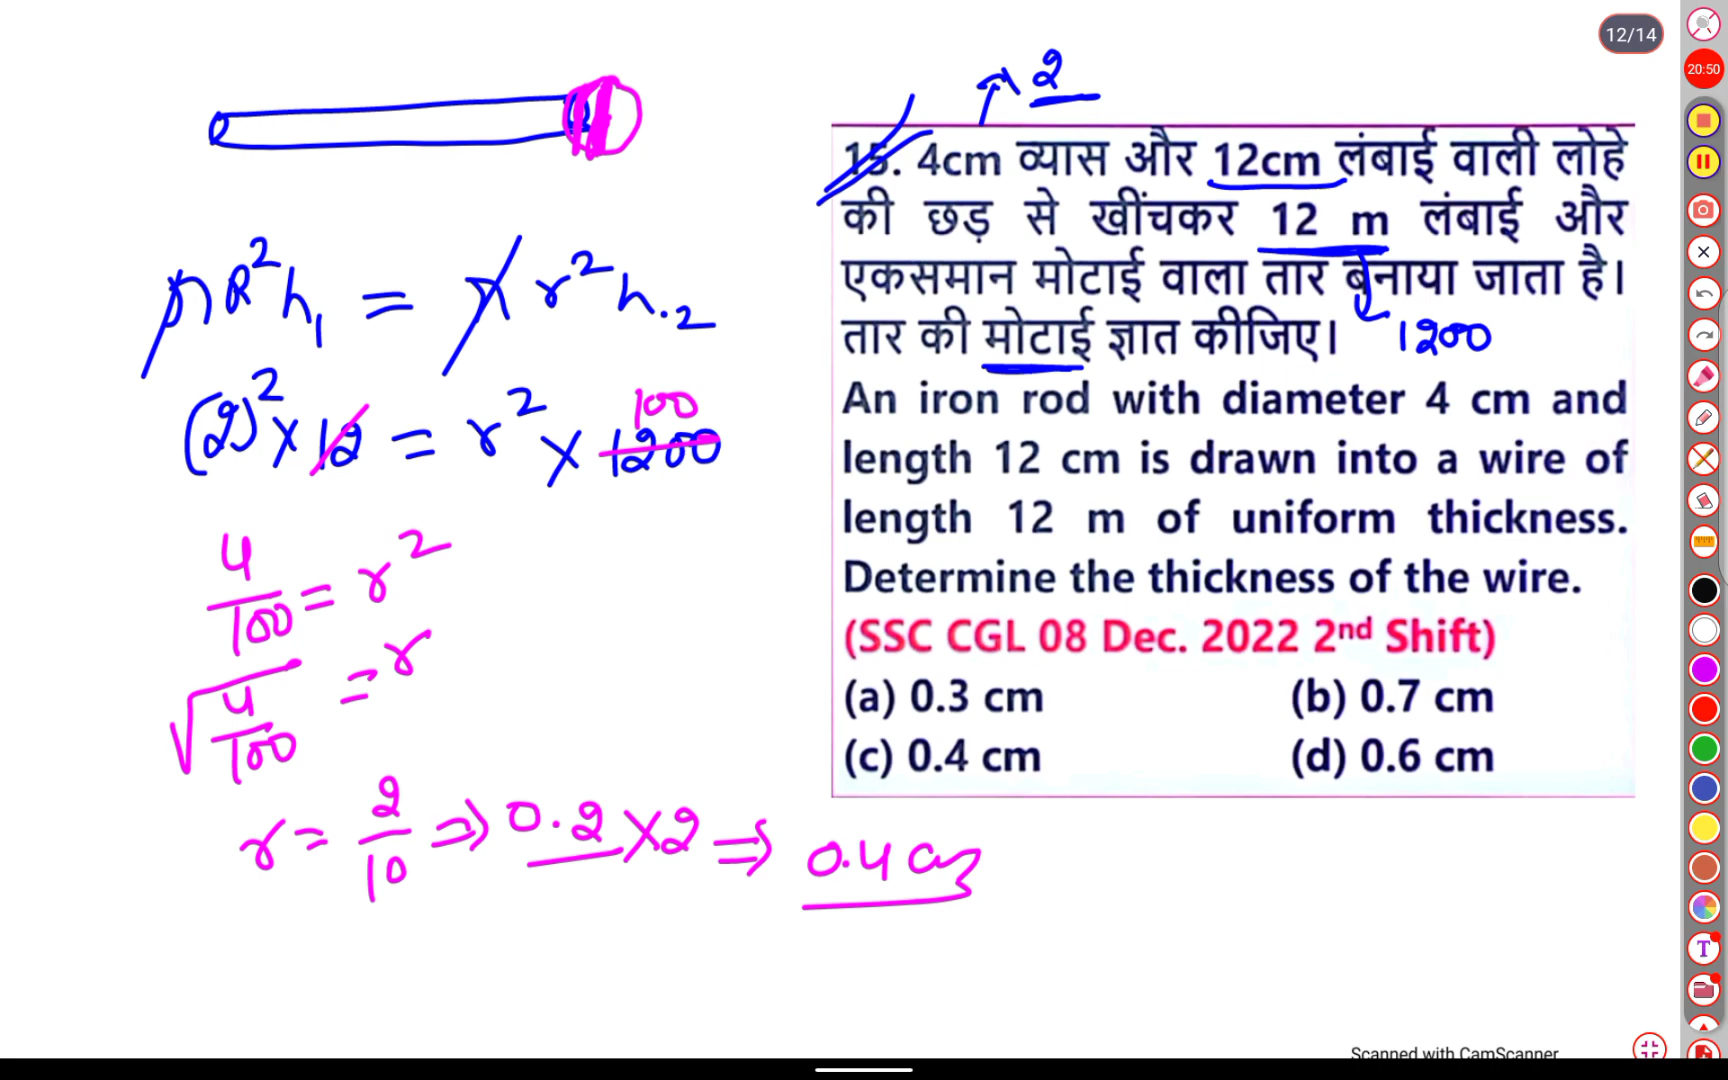 12/14
20:50
2
15. 4cm व्यास और 12cm लंबाई वाली लोहे
की छड़ से खींचकर 12 m लंबाई और
एकसमान मोटाई वाला तार बनाया जाता है।
तार की मोटाई ज्ञात कीजिए।
1200
An iron rod with diameter 4 cm and
length 12 cm is drawn into a wire of
length 12 m of uniform thickness.
Determine the thickness of the wire.
(SSC CGL 08 Dec. 2022 2nd Shift)
(a) 0.3 cm (b) 0.7 cm
(c) 0.4 cm (d) 0.6 cm
πR²h₁ = πr²h.₂
100
(2)² × 12 = r² × 1200
4/100 = r²
√4/100 = r
r = 2/10 ⇒ 0.2 × 2 ⇒ 0.4 cm
T
Scanned with CamScanner